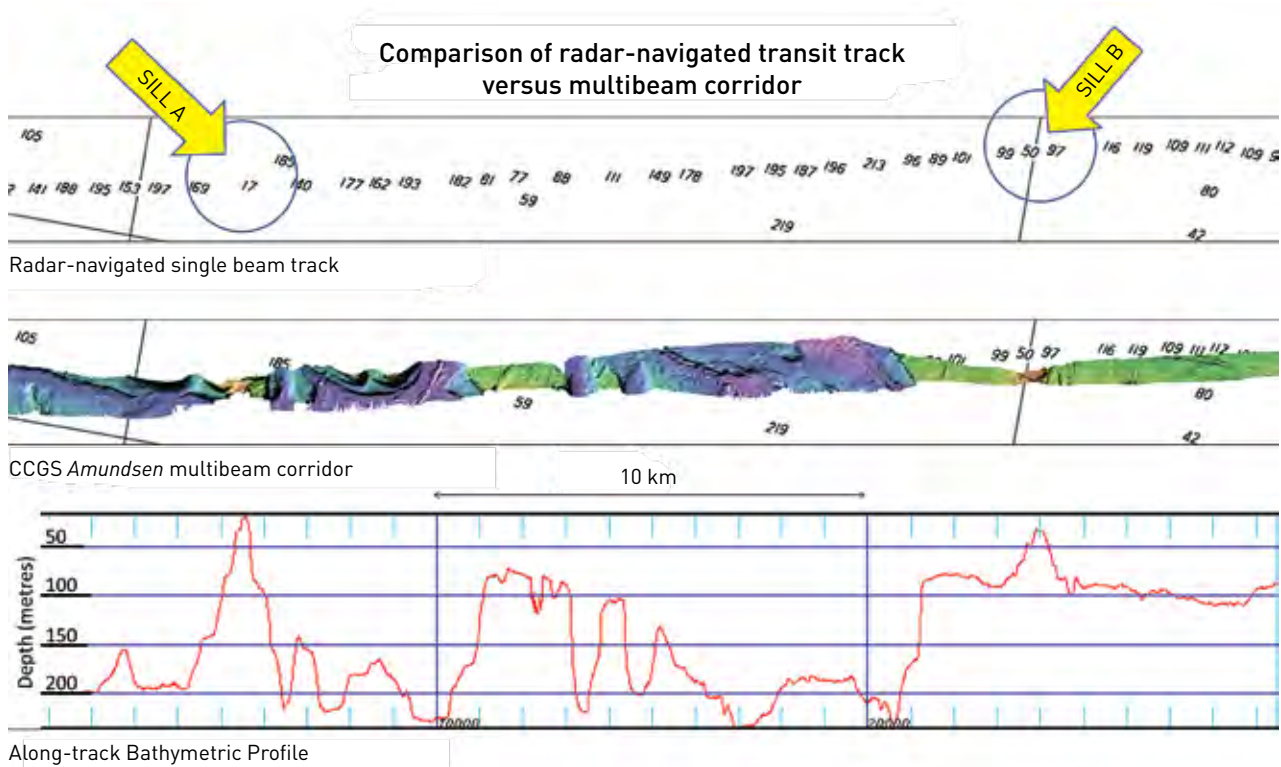 Comparison of radar-navigated transit track
versus multibeam corridor
SILL A
SILL B
105
185
141 188 195 153 197 169 17 140 177 162 193 182 81 77 88 111 149 178 197 195 187 196 213 96 89 101 99 50 97 116 119 109 111 112 109
59
80
219
42
Radar-navigated single beam track
105
185
101 99 50 97 116 119 109 111 112
59
80
219
42
CCGS Amundsen multibeam corridor
10 km
Depth (metres)
50
100
150
200
10000
20000
Along-track Bathymetric Profile